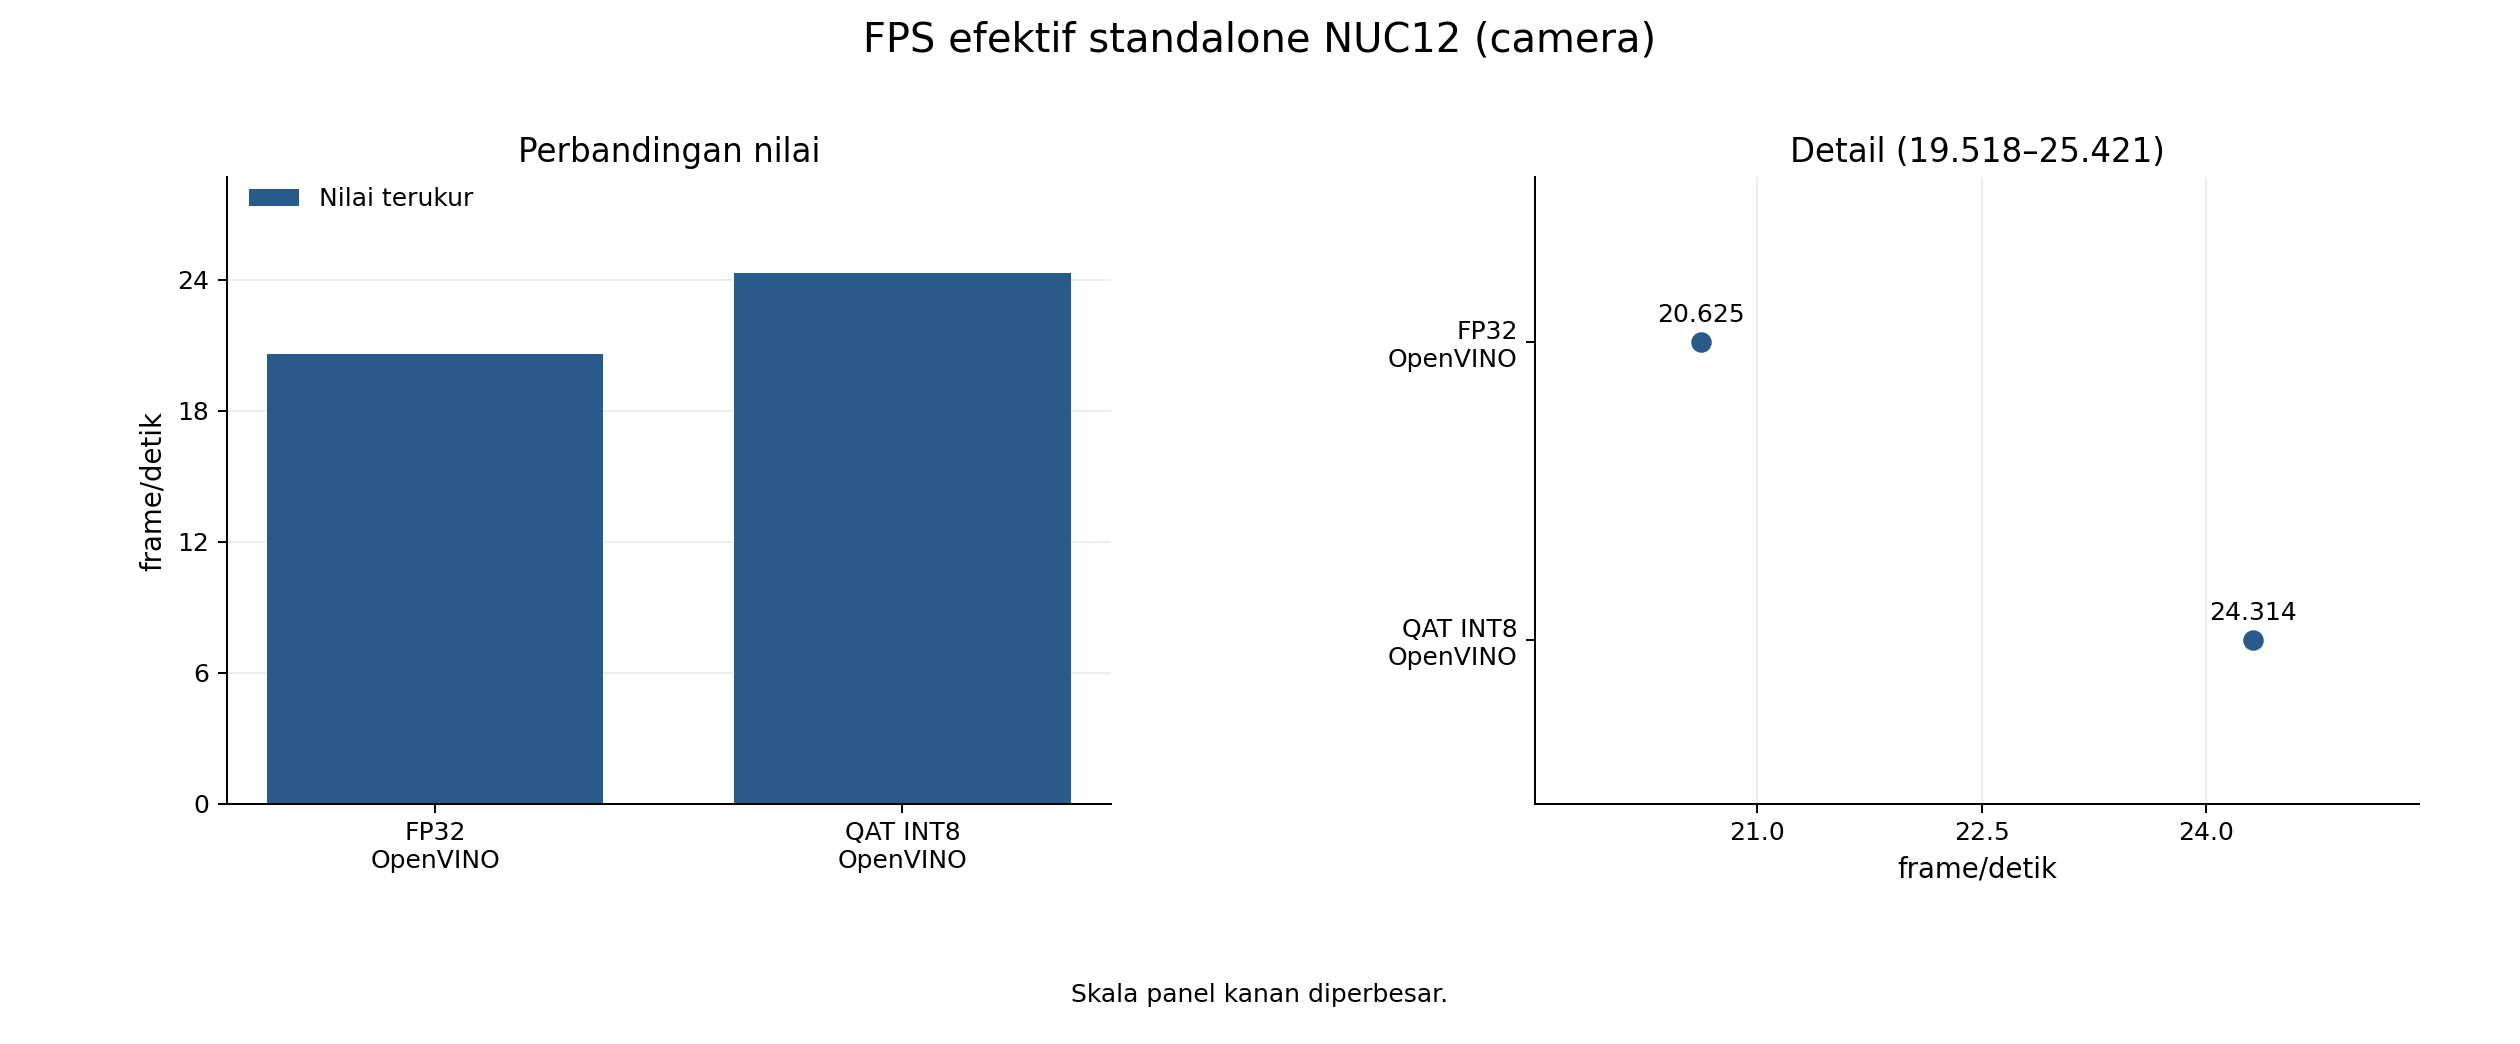 FPS efektif standalone NUC12 (camera)
Perbandingan nilai
Nilai terukur
frame/detik
24
18
12
6
0
FP32
OpenVINO
QAT INT8
OpenVINO
Detail (19.518–25.421)
FP32
OpenVINO
20.625
QAT INT8
OpenVINO
24.314
21.0
22.5
24.0
frame/detik
Skala panel kanan diperbesar.